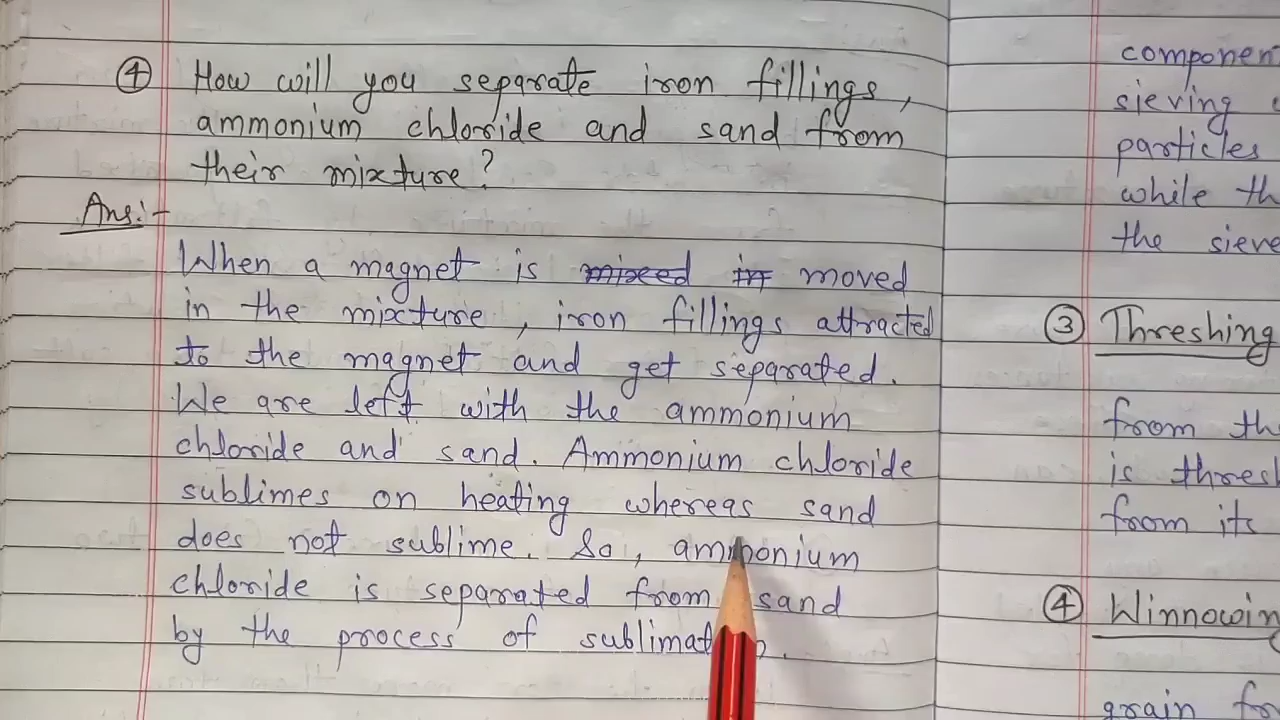 ④ How will you separate iron fillings,
ammonium chloride and sand from
their mixture?
Ans:-
When a magnet is mixed in moved
in the mixture, iron fillings attracted
to the magnet and get separated.
We are left with the ammonium
chloride and sand. Ammonium chloride
sublimes on heating whereas sand
does not sublime. So, ammonium
chloride is separated from sand
by the process of
componen
sieving
particles
while th
the sieve
③ Threshing
from th
is thresh
from its
④ Winnowin
grain fr